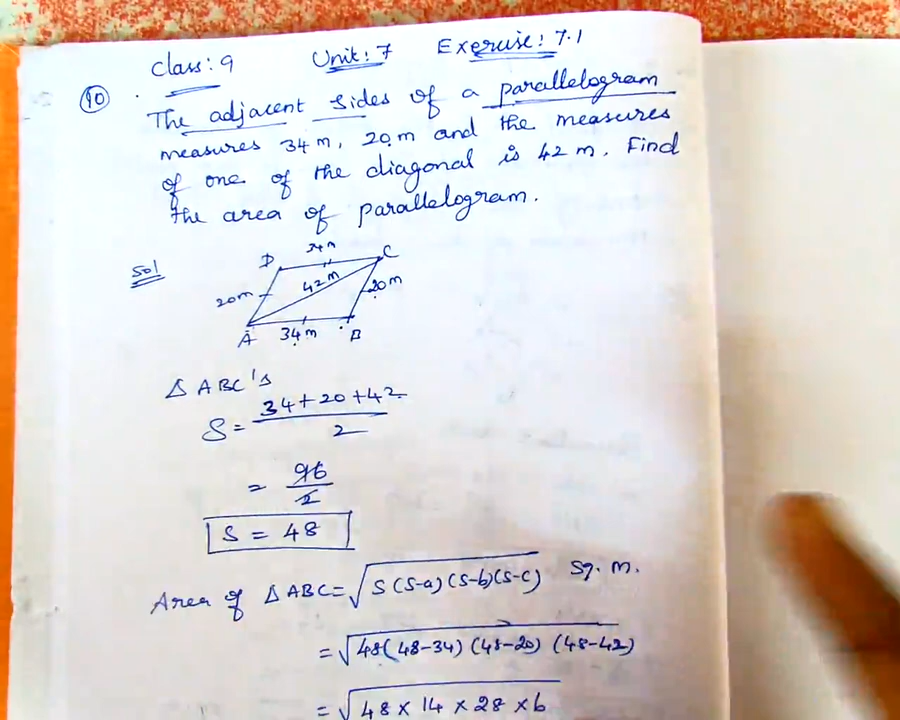 Class: 9 Unit: 7 Exercise: 7.1
10 The adjacent sides of a parallelogram
measures 34 m, 20 m and the measures
of one of the diagonal is 42 m. Find
the area of parallelogram.
Sol
D 34m C
20m 42m 20m
A 34m B
Δ ABC's
S = 34+20+42
2
= 96
2
S = 48
Area of Δ ABC = √S(S-a)(S-b)(S-c) Sq. m.
= √48(48-34) (48-20) (48-42)
= √48 × 14 × 28 × 6